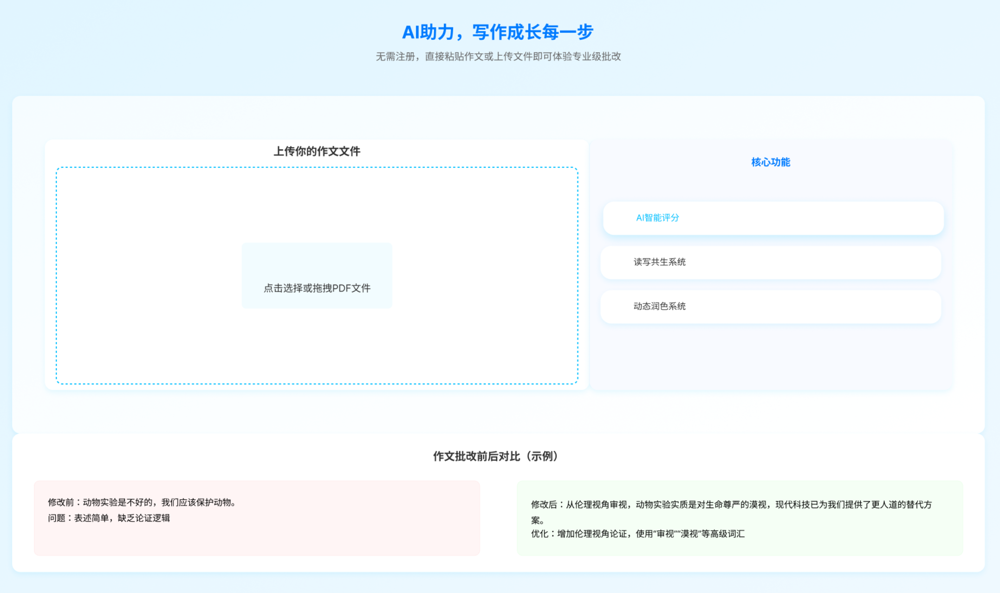 AI助力，写作成长每一步
无需注册，直接粘贴作文或上传文件即可体验专业级批改
上传你的作文文件
点击选择或拖拽PDF文件
核心功能
AI智能评分
读写共生系统
动态润色系统
作文批改前后对比（示例）
修改前：动物实验是不好的，我们应该保护动物。
问题：表述简单，缺乏论证逻辑
修改后：从伦理视角审视，动物实验实质是对生命尊严的漠视，现代科技已为我们提供了更人道的替代方
案。
优化：增加伦理视角论证，使用“审视”“漠视”等高级词汇